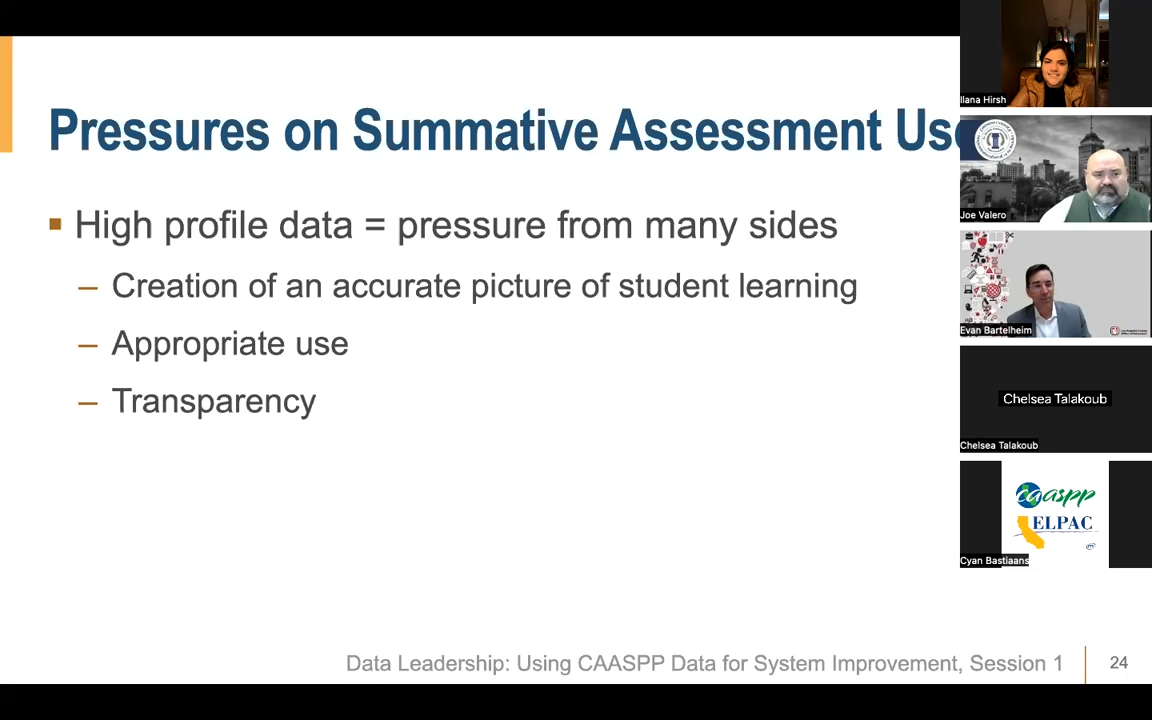 Pressures on Summative Assessment Us
High profile data = pressure from many sides
– Creation of an accurate picture of student learning
– Appropriate use
– Transparency
Data Leadership: Using CAASPP Data for System Improvement, Session 1
24
Ilana Hirsh
Joe Valero
Evan Bartelheim
Chelsea Talakoub
Chelsea Talakoub
caaspp
ELPAC
Cyan Bastiaans